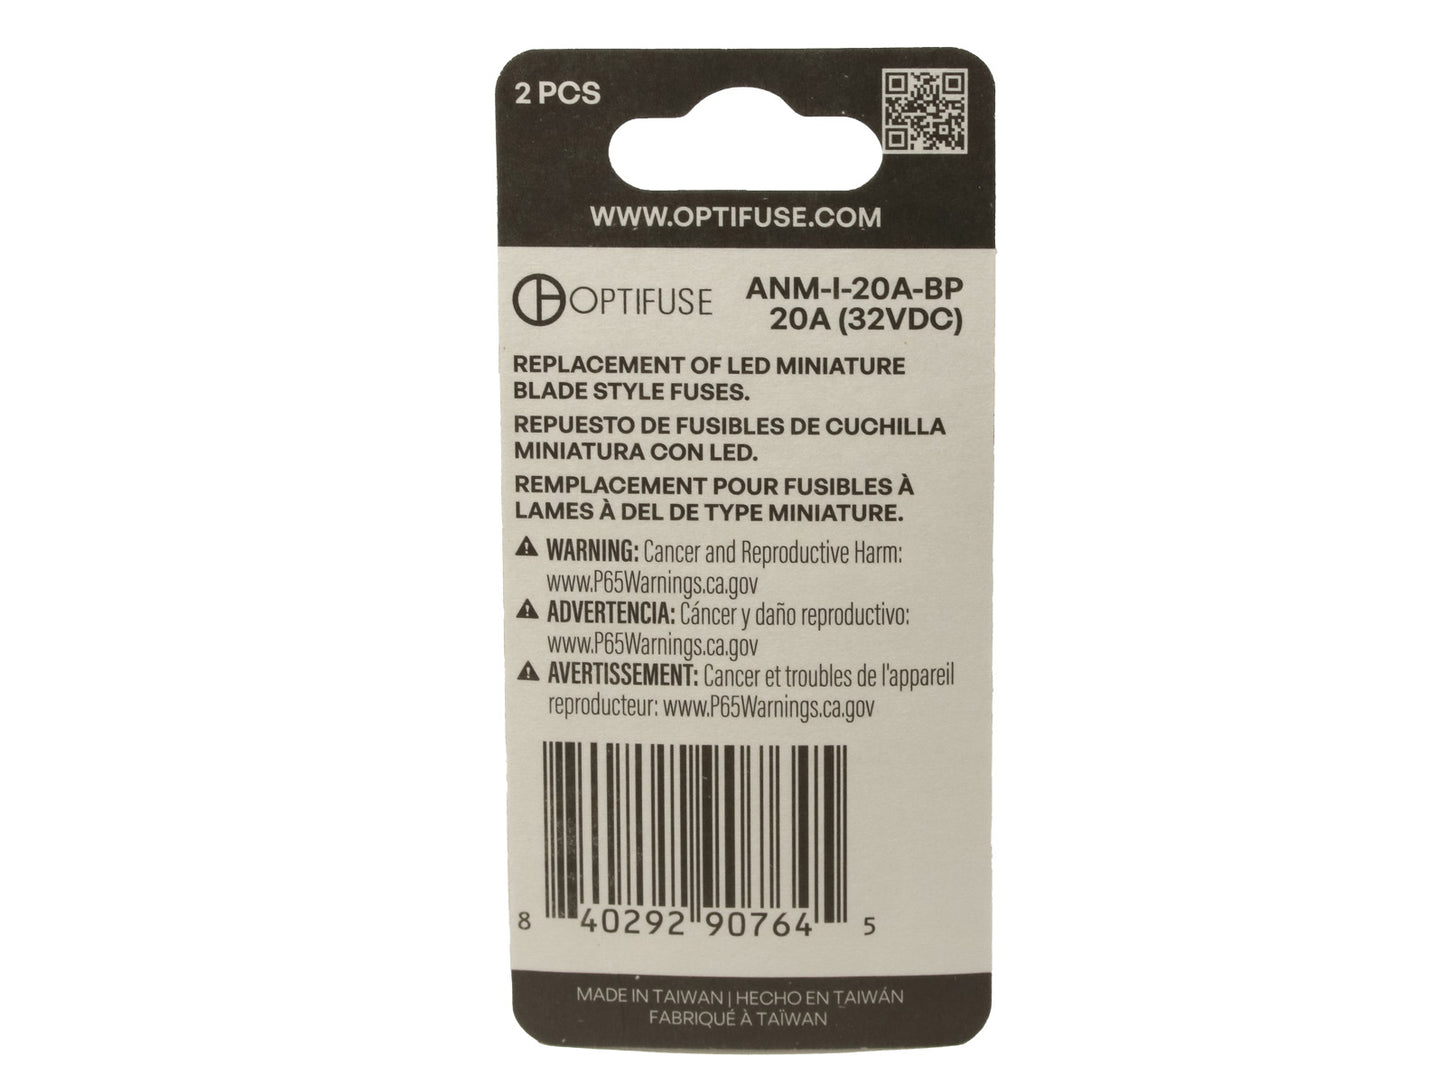 2 PCS
WWW.OPTIFUSE.COM
OPTIFUSE
ANM-I-20A-BP
20A (32VDC)
REPLACEMENT OF LED MINIATURE
BLADE STYLE FUSES.
REPUESTO DE FUSIBLES DE CUCHILLA
MINIATURA CON LED.
REMPLACEMENT POUR FUSIBLES À
LAMES À DEL DE TYPE MINIATURE.
WARNING: Cancer and Reproductive Harm:
www.P65Warnings.ca.gov
ADVERTENCIA: Cáncer y daño reproductivo:
www.P65Warnings.ca.gov
AVERTISSEMENT: Cancer et troubles de l'appareil
reproducteur: www.P65Warnings.ca.gov
8 40292 90764 5
MADE IN TAIWAN | HECHO EN TAIWÁN
FABRIQUÉ À TAÏWAN